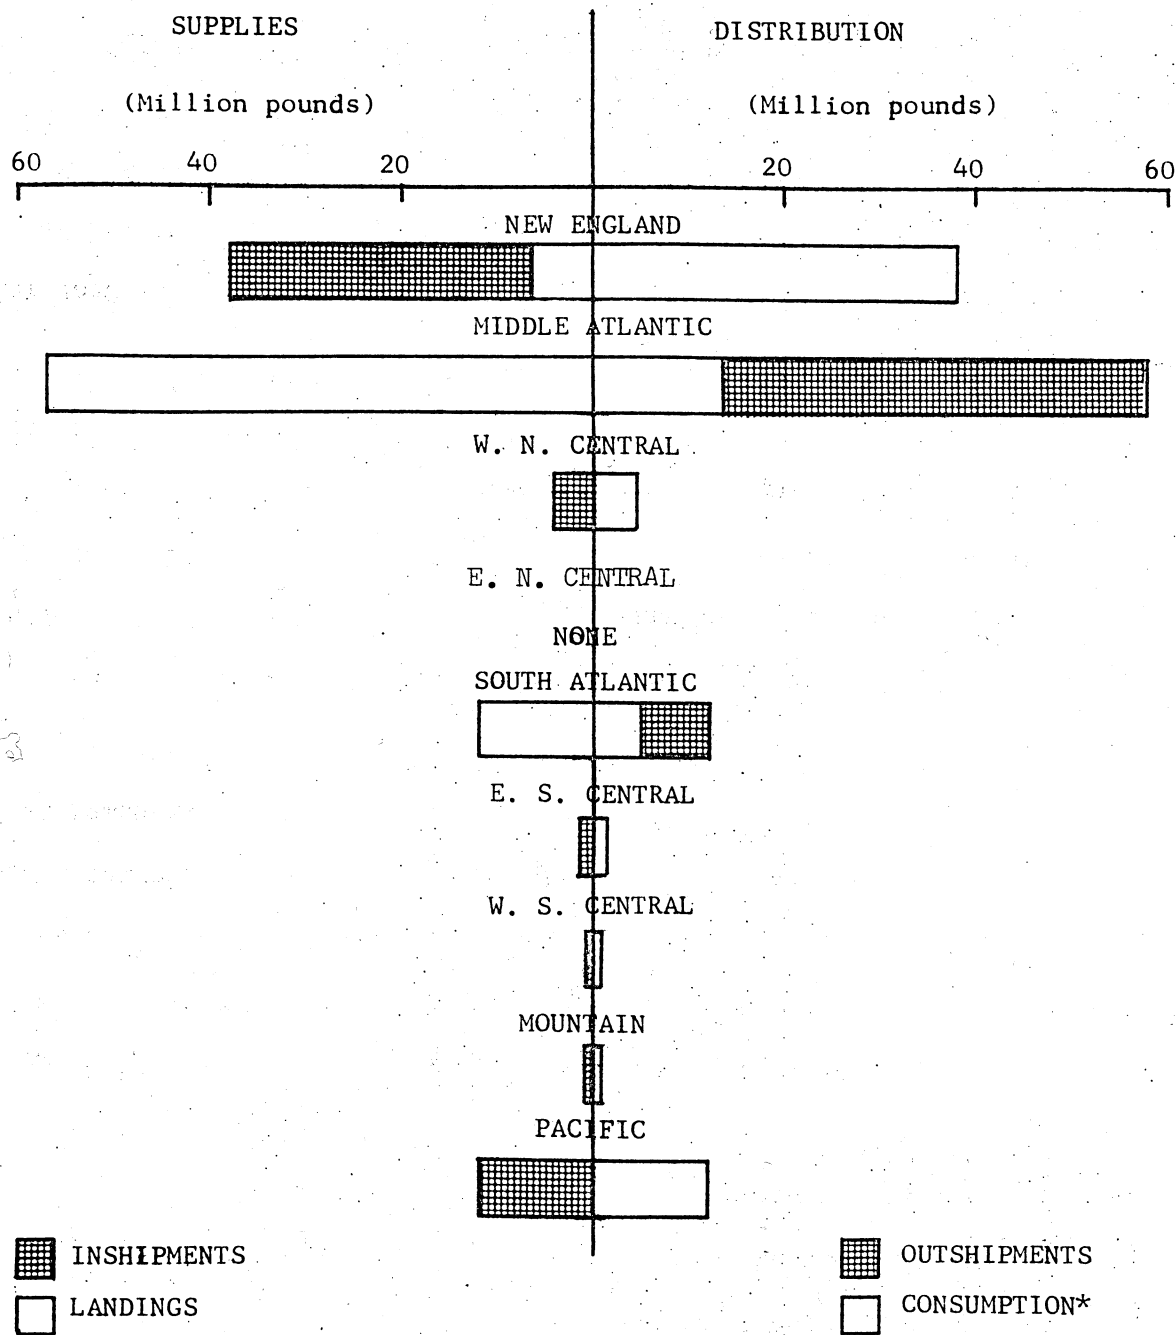 SUPPLIES
DISTRIBUTION
(Million pounds)
(Million pounds)
60 40 20 20 40 60
NEW ENGLAND
MIDDLE ATLANTIC
W. N. CENTRAL
E. N. CENTRAL
NONE
SOUTH ATLANTIC
E. S. CENTRAL
W. S. CENTRAL
MOUNTAIN
PACIFIC
INSHIPMENTS
OUTSHIPMENTS
LANDINGS
CONSUMPTION*